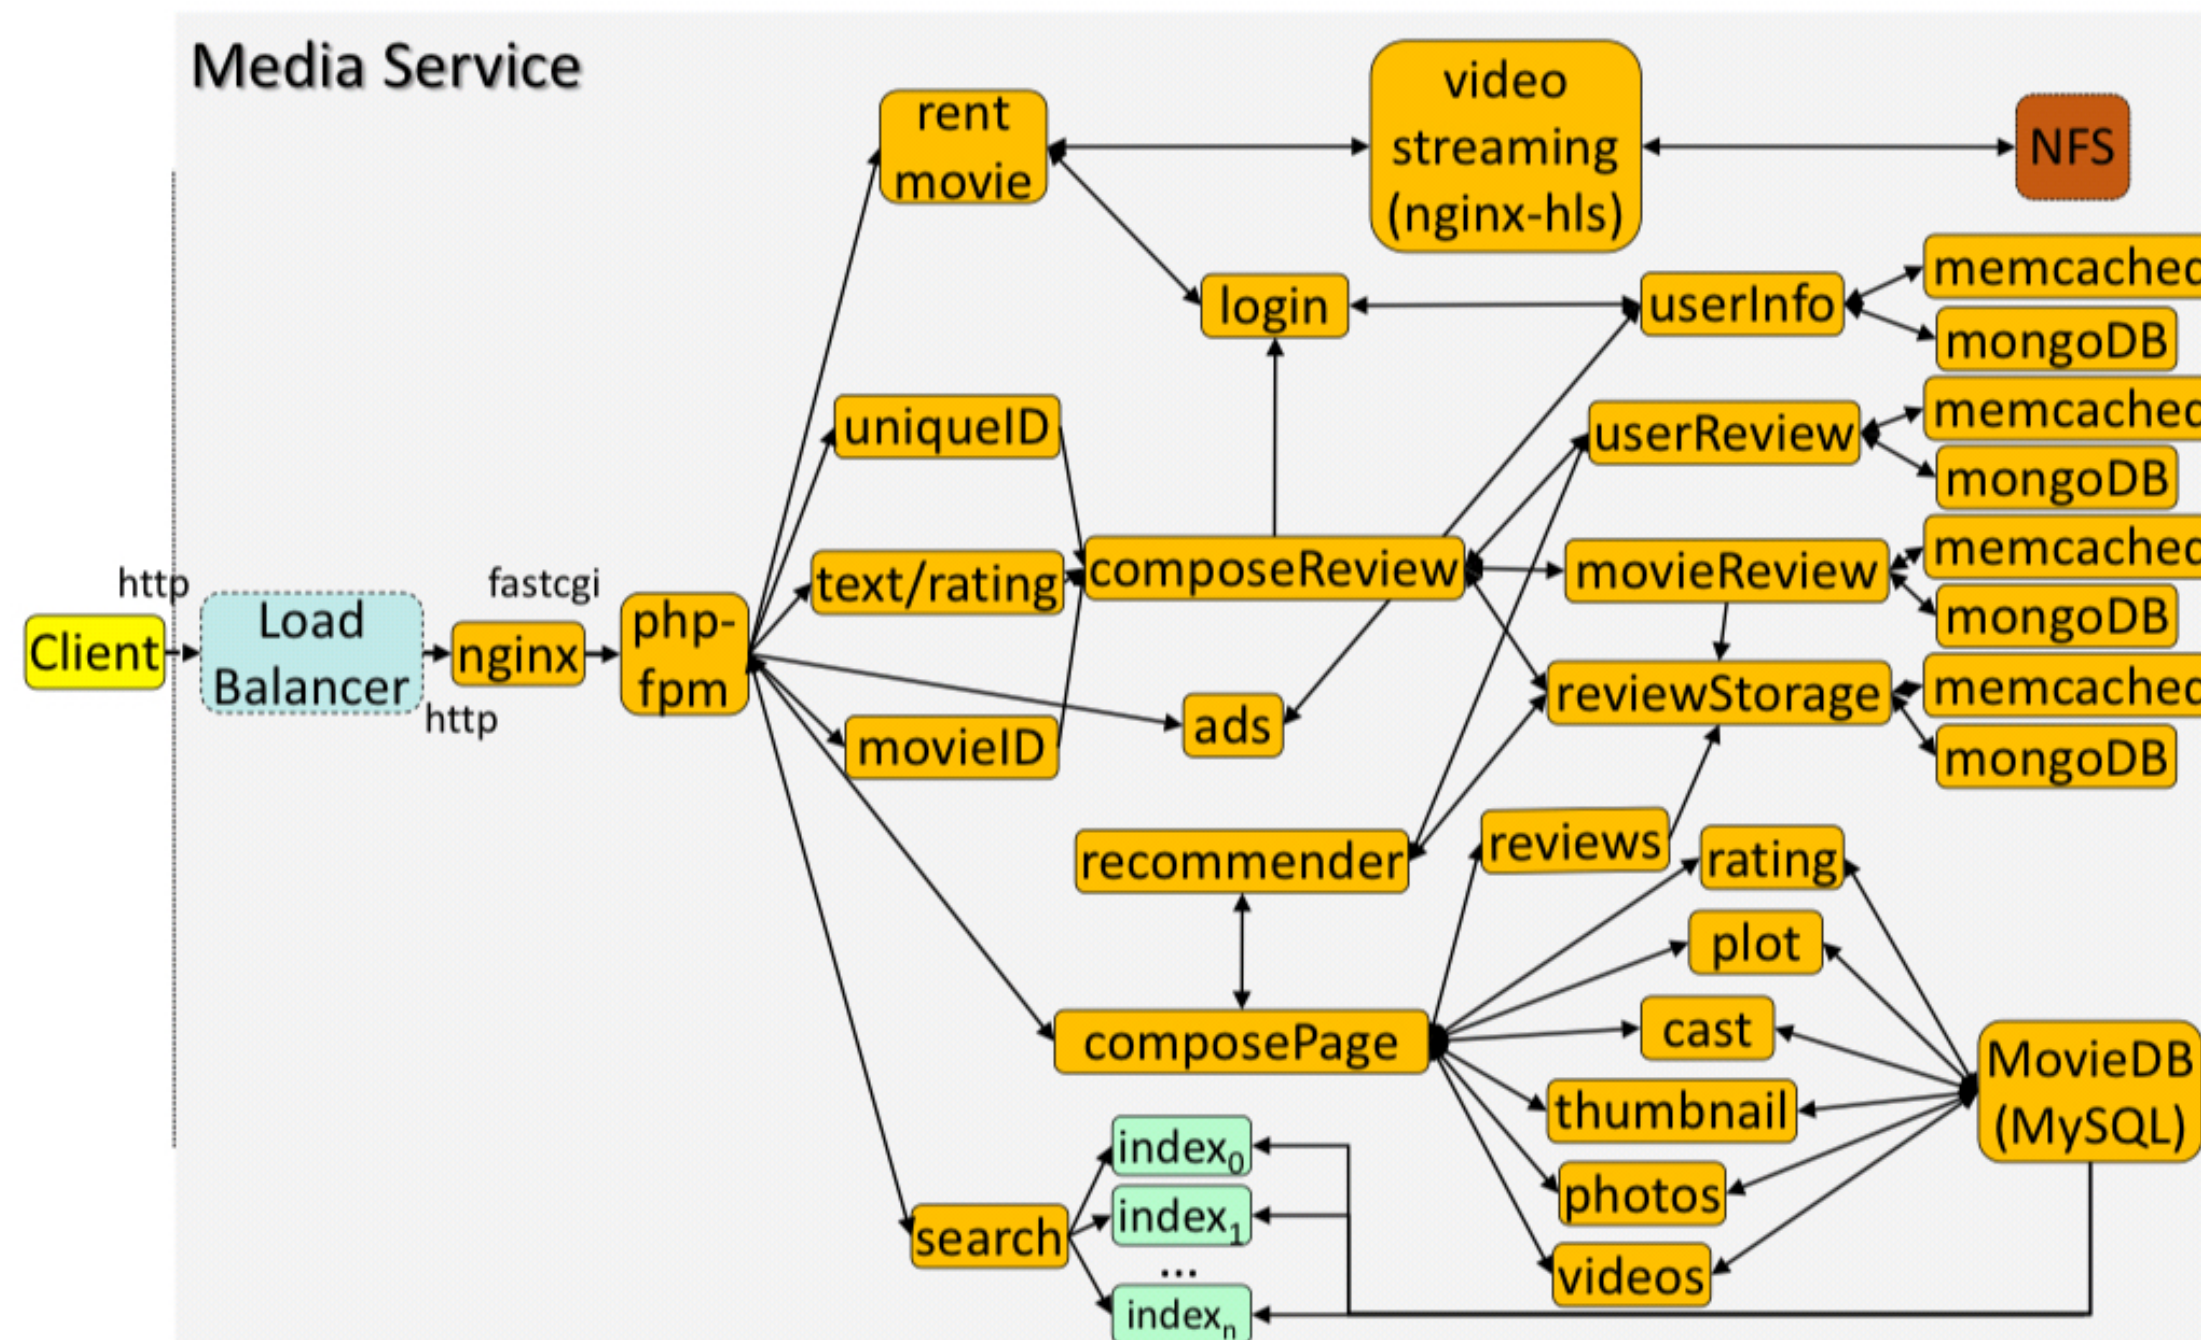 Media Service
rent
movie
video
streaming
(nginx-hls)
NFS
login
userInfo
memcached
mongoDB
uniqueID
userReview
memcached
mongoDB
text/rating
composeReview
movieReview
memcached
mongoDB
http
fastcgi
Client
Load
Balancer
http
nginx
php-
fpm
movieID
ads
reviewStorage
memcached
mongoDB
recommender
reviews
rating
plot
composePage
cast
MovieDB
(MySQL)
thumbnail
photos
videos
search
index0
index1
...
indexn